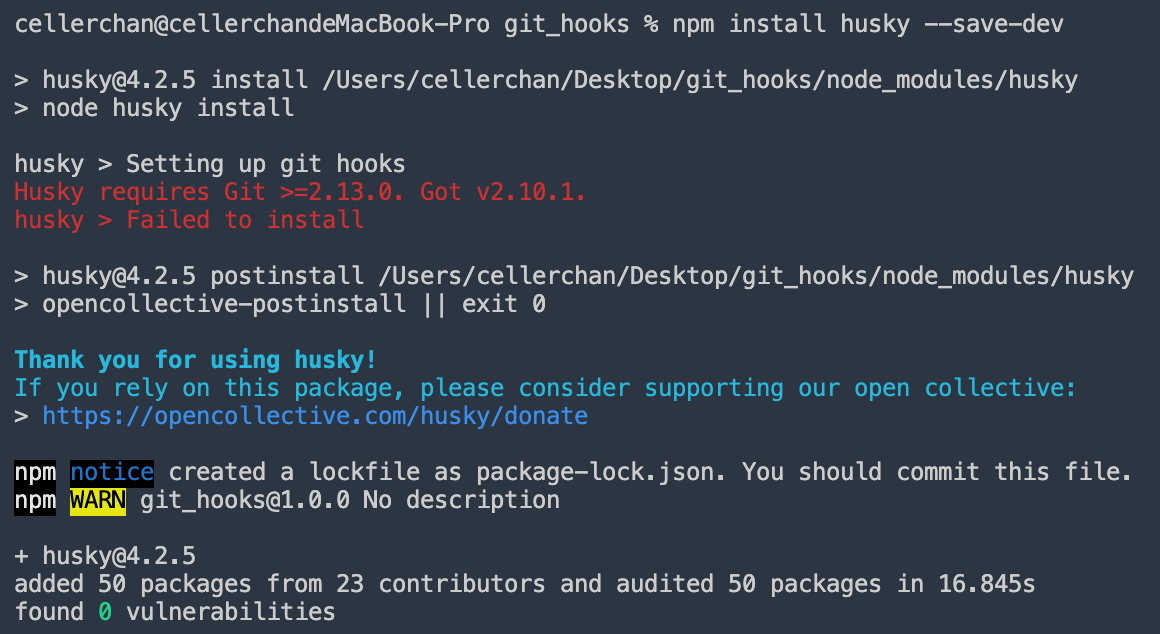 cellerchan@cellerchandeMacBook-Pro git_hooks % npm install husky --save-dev
> husky@4.2.5 install /Users/cellerchan/Desktop/git_hooks/node_modules/husky
> node husky install
husky > Setting up git hooks
Husky requires Git >=2.13.0. Got v2.10.1.
husky > Failed to install
> husky@4.2.5 postinstall /Users/cellerchan/Desktop/git_hooks/node_modules/husky
> opencollective-postinstall || exit 0
Thank you for using husky!
If you rely on this package, please consider supporting our open collective:
> https://opencollective.com/husky/donate
npm notice created a lockfile as package-lock.json. You should commit this file.
npm WARN git_hooks@1.0.0 No description
+ husky@4.2.5
added 50 packages from 23 contributors and audited 50 packages in 16.845s
found 0 vulnerabilities